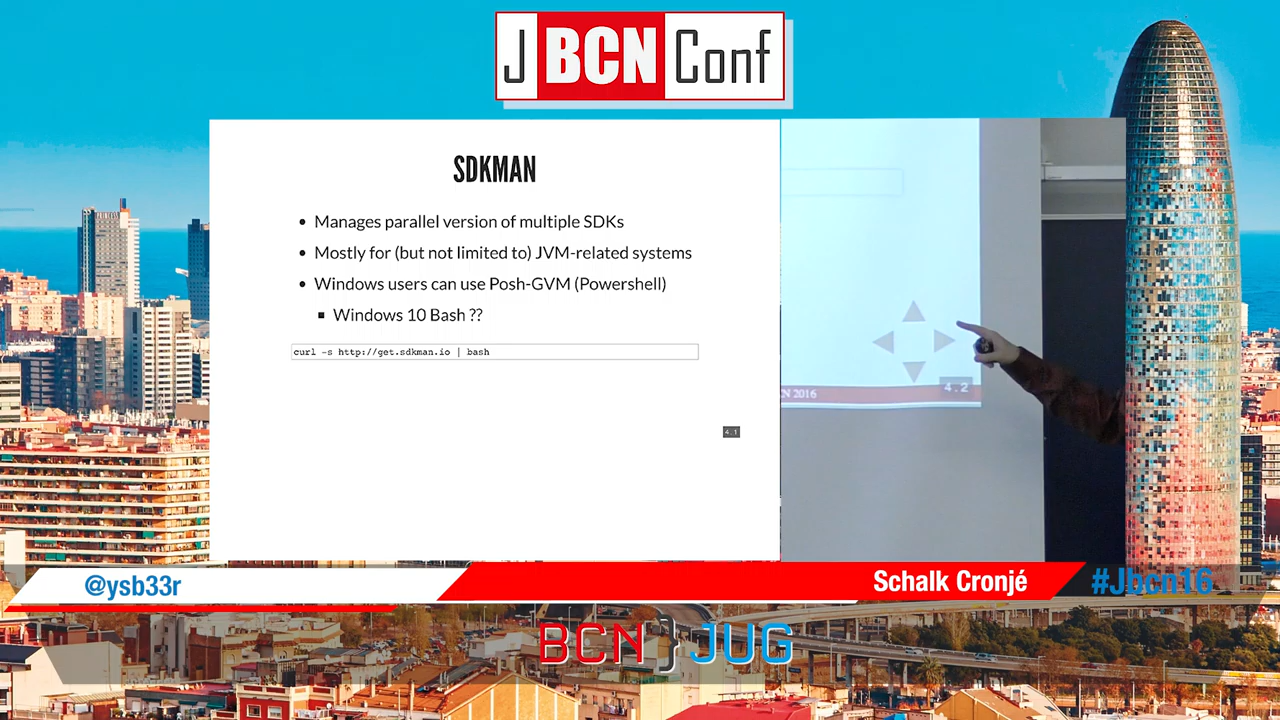 J BCN Conf
SDKMAN
Manages parallel version of multiple SDKs
Mostly for (but not limited to) JVM-related systems
Windows users can use Posh-GVM (Powershell)
Windows 10 Bash ??
curl -s http://get.sdkman.io | bash
4.1
N 2016
4.2
@ysb33r
Schalk Cronjé
#Jbcn16
BCN JUG